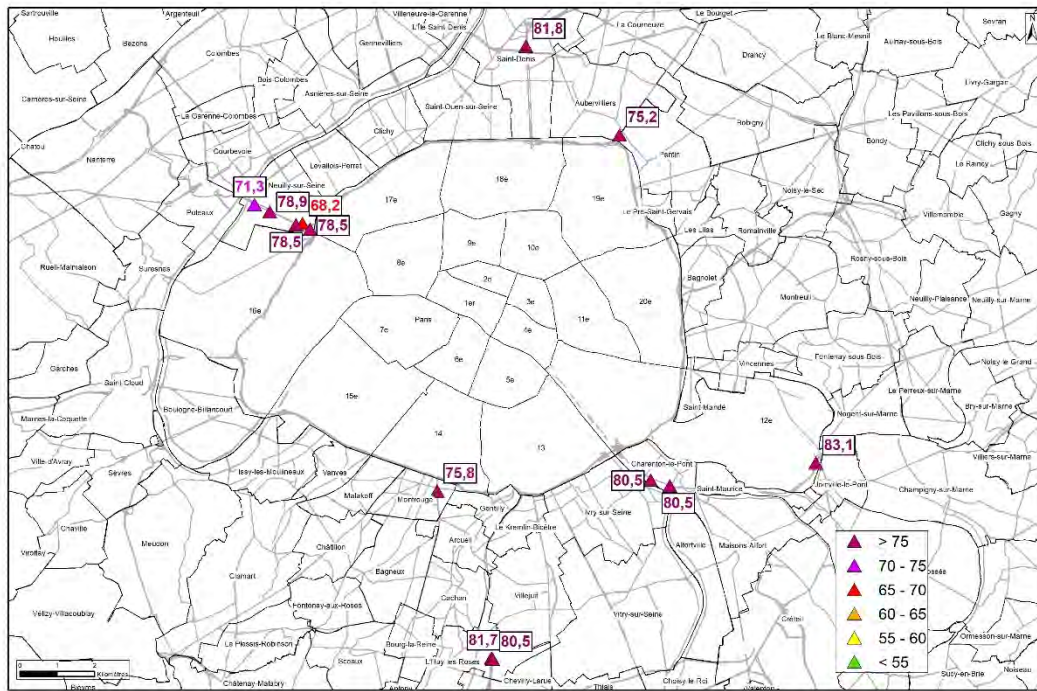 Sartrouville
Argenteuil
Villeneuve-la-Garenne
L'Île Saint Denis
81,8
La Courneuve
Le Bourget
Sevran
Houilles
Bezons
Colombes
Gennevilliers
Saint-Denis
Drancy
Le Blanc-Mesnil
Aulnay-sous-Bois
N
Bois-Colombes
Asnières-sur-Seine
Livry-Gargan
Carrières-sur-Seine
Saint-Ouen-sur-Seine
Aubervilliers
La Garenne-Colombes
75,2
Bobigny
Les Pavillons-sous-Bois
Chatou
Courbevoie
Clichy
Bondy
Clichy sous Bois
Nanterre
Levallois-Perret
Pantin
Le Raincy
71,3
Neuilly-sur-Seine
18e
Noisy-le-Sec
78,9
68,2
17e
19e
Puteaux
Le Pré-Saint-Gervais
Villemomble
Gagny
78,5
78,5
Les Lilas
Romainville
9e
10e
Rosny-sous-Bois
Rueil-Malmaison
Suresnes
8e
2e
Bagnolet
Montreuil
Neuilly-Plaisance
Neuilly-sur-Marne
16e
1er
3e
20e
Paris
7e
4e
11e
6e
Vincennes
Fontenay-sous-Bois
Noisy-le Grand
Garches
5e
Saint-Cloud
15e
Saint-Mandé
Le Perreux-sur-Marne
Boulogne-Billancourt
12e
Nogent-sur-Marne
Bry-sur-Marne
Marnes-la-Coquette
14
13
83,1
Ville-d'Avray
Sèvres
Issy-les-Moulineaux
Vanves
75,8
Charenton-le-Pont
Villiers-sur-Marne
80,5
Saint-Maurice
Joinville-le-Pont
Champigny-sur-Marne
Malakoff
Montrouge
80,5
Gentilly
Ivry sur Seine
Le Kremlin-Bicêtre
Chaville
Arcueil
Alfortville
Maisons Alfort
Meudon
Châtillon
Bagneux
> 75
70 - 75
65 - 70
60 - 65
55 - 60
< 55
Clamart
Cachan
Villejuif
Fontenay-aux-Roses
Vitry-sur-Seine
Vélizy-Villacoublay
Créteil
Le Plessis-Robinson
Bourg-la-Reine
81,7
80,5
Ormesson-sur-Marne
Sceaux
L'Haÿ les Roses
Noiseau
0 1 2
Kilomètres
Chevilly-Larue
Bièvres
Châtenay-Malabry
Antony
Thiais
Choisy-le Roi
Valenton
Sucy-en-Brie